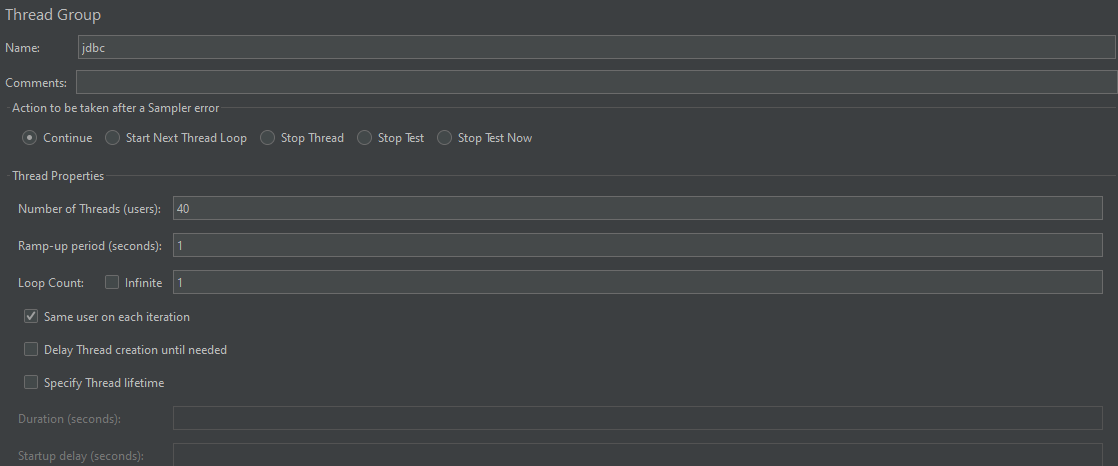 Thread Group
Name: jdbc
Comments:
Action to be taken after a Sampler error
Continue Start Next Thread Loop Stop Thread Stop Test Stop Test Now
Thread Properties
Number of Threads (users): 40
Ramp-up period (seconds): 1
Loop Count: Infinite 1
Same user on each iteration
Delay Thread creation until needed
Specify Thread lifetime
Duration (seconds):
Startup delay (seconds):